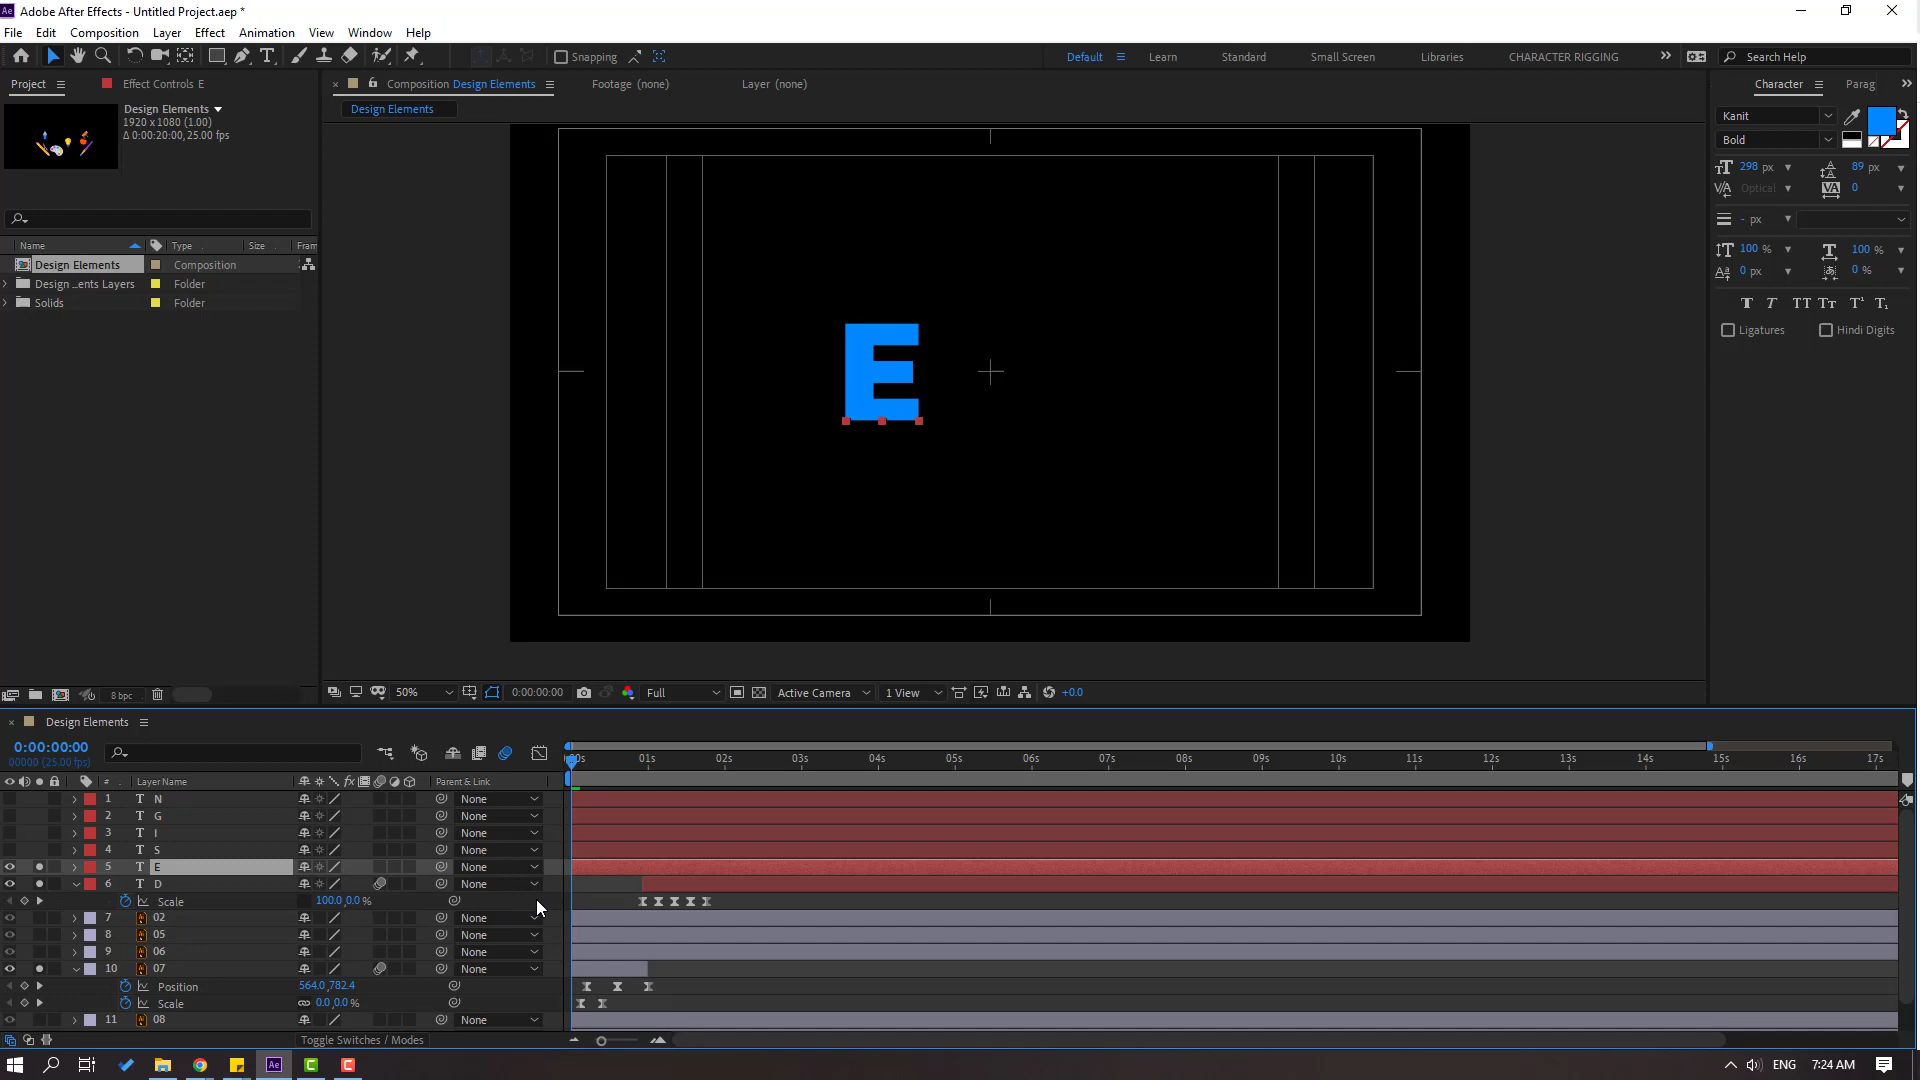 Adobe After Effects - Untitled Project.aep *
File Edit Composition Layer Effect Animation View Window Help
Snapping
Default Learn Standard Small Screen Libraries CHARACTER RIGGING Search Help
Project Effect Controls E
Composition Design Elements Footage (none) Layer (none)
Character Parag
Design Elements
1920 x 1080 (1.00)
Δ 0:00:20:00, 25.00 fps
Design Elements
Kanit
Bold
298 px 89 px
Optical 0
- px
100 % 100 %
0 px 0 %
Ligatures Hindi Digits
Name Type Size Fram
Design Elements Composition
Design ...ents Layers Folder
Solids Folder
E
8 bpc
50% 0:00:00:00 Full Active Camera 1 View +0.0
Design Elements
0:00:00:00
00000 (25.00 fps)
# Layer Name Parent & Link
00s 01s 02s 03s 04s 05s 06s 07s 08s 09s 10s 11s 12s 13s 14s 15s 16s 17s
1 T N None
2 T G None
3 T I None
4 T S None
5 T E None
6 T D None
Scale 100.0,0.0 %
7 02 None
8 05 None
9 06 None
10 07 None
Position 564.0,782.4
Scale 0.0,0.0 %
11 08 None
Toggle Switches / Modes
ENG 7:24 AM